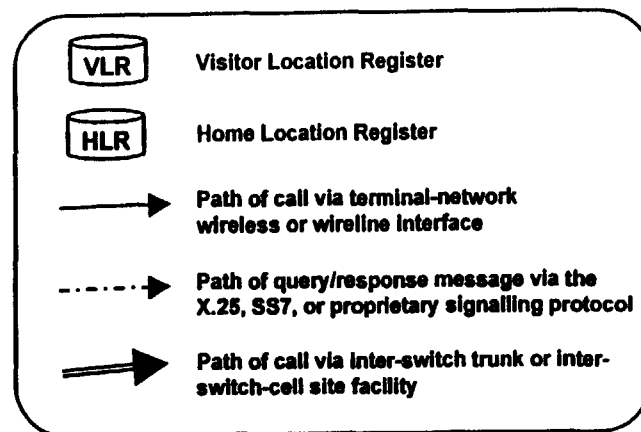 VLR Visitor Location Register
HLR Home Location Register
Path of call via terminal-network
wireless or wireline interface
Path of query/response message via the
X.25, SS7, or proprietary signalling protocol
Path of call via inter-switch trunk or inter-
switch-cell site facility